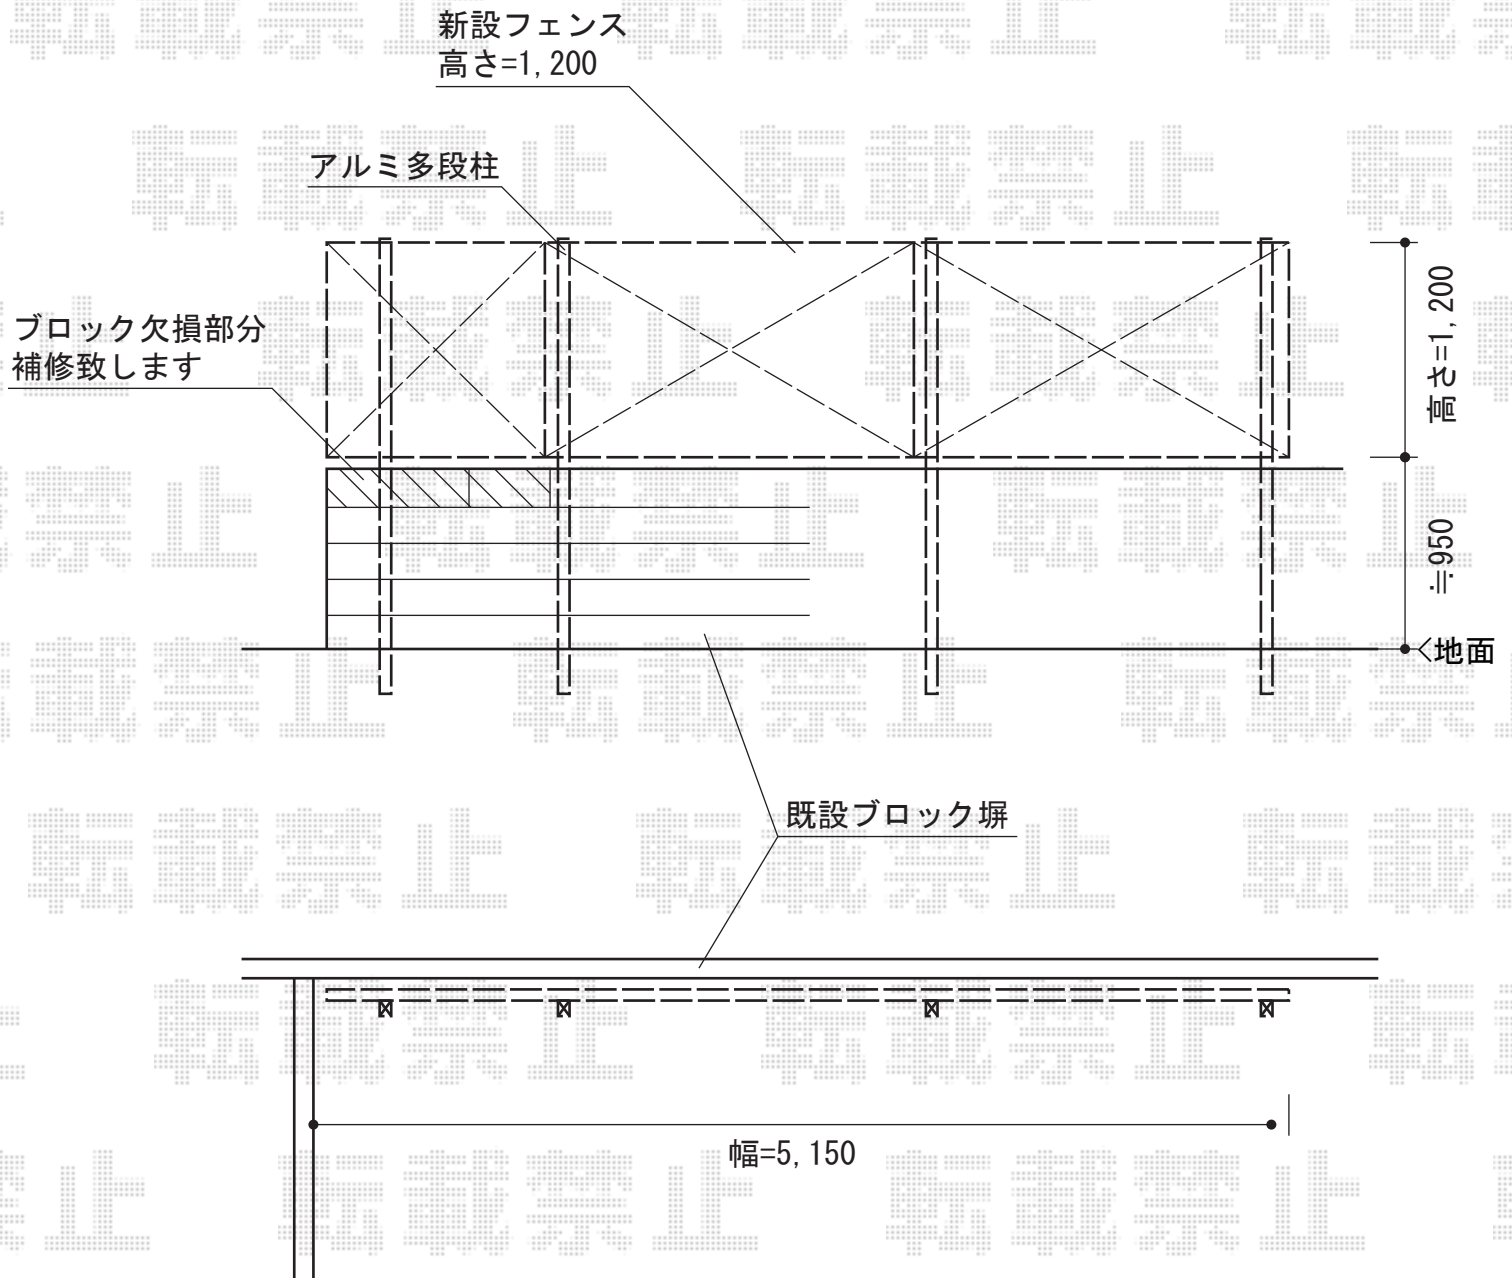 新設フェンス
高さ=1,200
アルミ多段柱
ブロック欠損部分
補修致します
高さ=1,200
≒950
地面
既設ブロック塀
幅=5,150
転載禁止